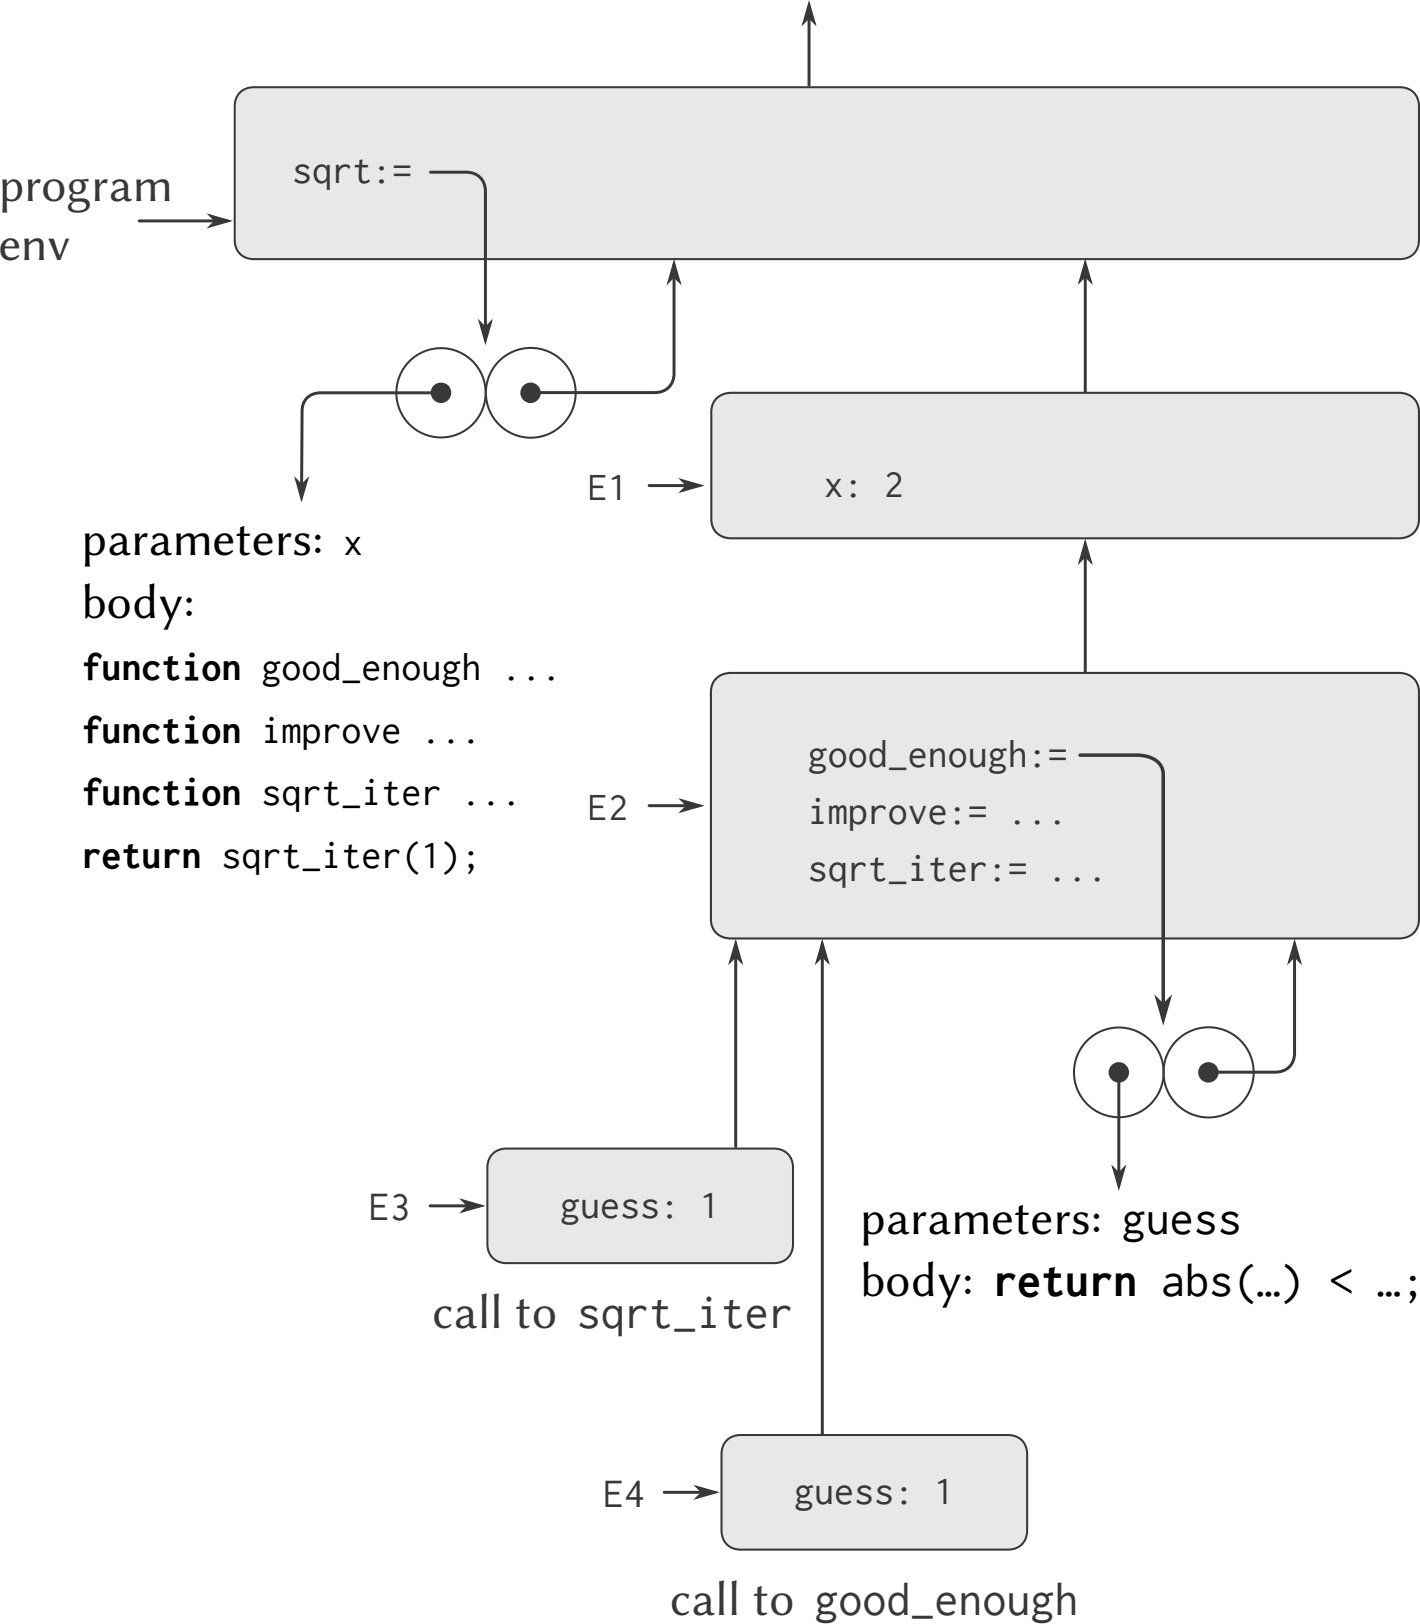 sqrt:=
program
env
E1
x: 2
parameters: x
body:
function good_enough ...
function improve ...
function sqrt_iter ...
return sqrt_iter(1);
E2
good_enough:=
improve:= ...
sqrt_iter:= ...
E3
guess: 1
call to sqrt_iter
parameters: guess
body: return abs(…) < …;
E4
guess: 1
call to good_enough